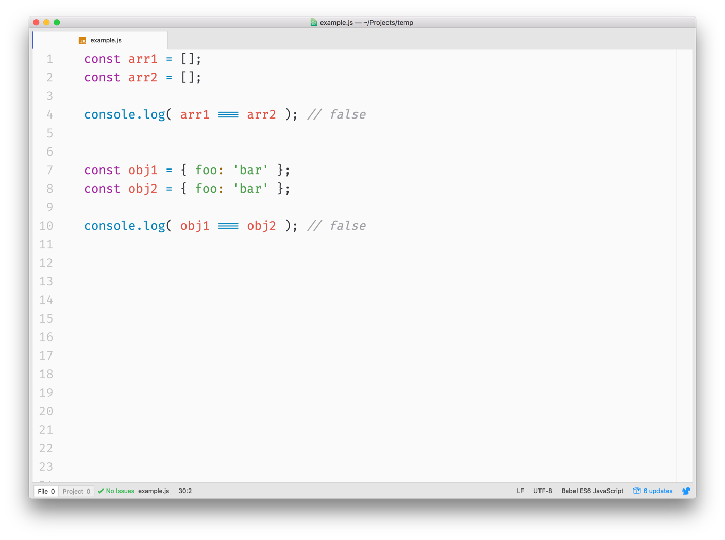 example.js — ~/Projects/temp
example.js
1 const arr1 = [];
2 const arr2 = [];
3
4 console.log( arr1 === arr2 ); // false
5
6
7 const obj1 = { foo: 'bar' };
8 const obj2 = { foo: 'bar' };
9
10 console.log( obj1 === obj2 ); // false
11
12
13
14
15
16
17
18
19
20
21
22
23
File 0 Project 0 No Issues example.js 30:2 LF UTF-8 Babel ES6 JavaScript 8 updates